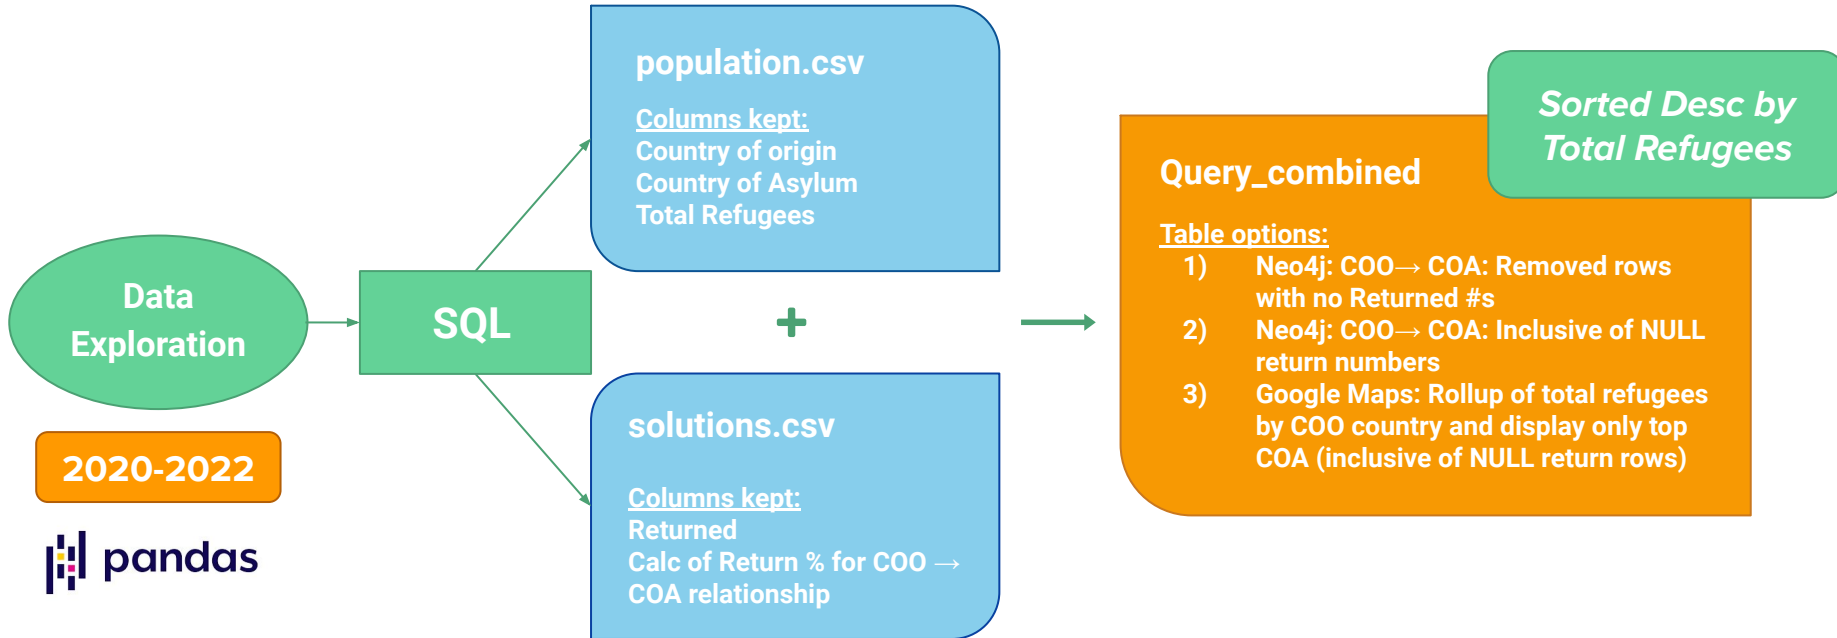 Data
Exploration
2020-2022
pandas
SQL
population.csv
Columns kept:
Country of origin
Country of Asylum
Total Refugees
+
solutions.csv
Columns kept:
Returned
Calc of Return % for COO →
COA relationship
Sorted Desc by
Total Refugees
Query_combined
Table options:
1) Neo4j: COO→ COA: Removed rows
with no Returned #s
2) Neo4j: COO→ COA: Inclusive of NULL
return numbers
3) Google Maps: Rollup of total refugees
by COO country and display only top
COA (inclusive of NULL return rows)